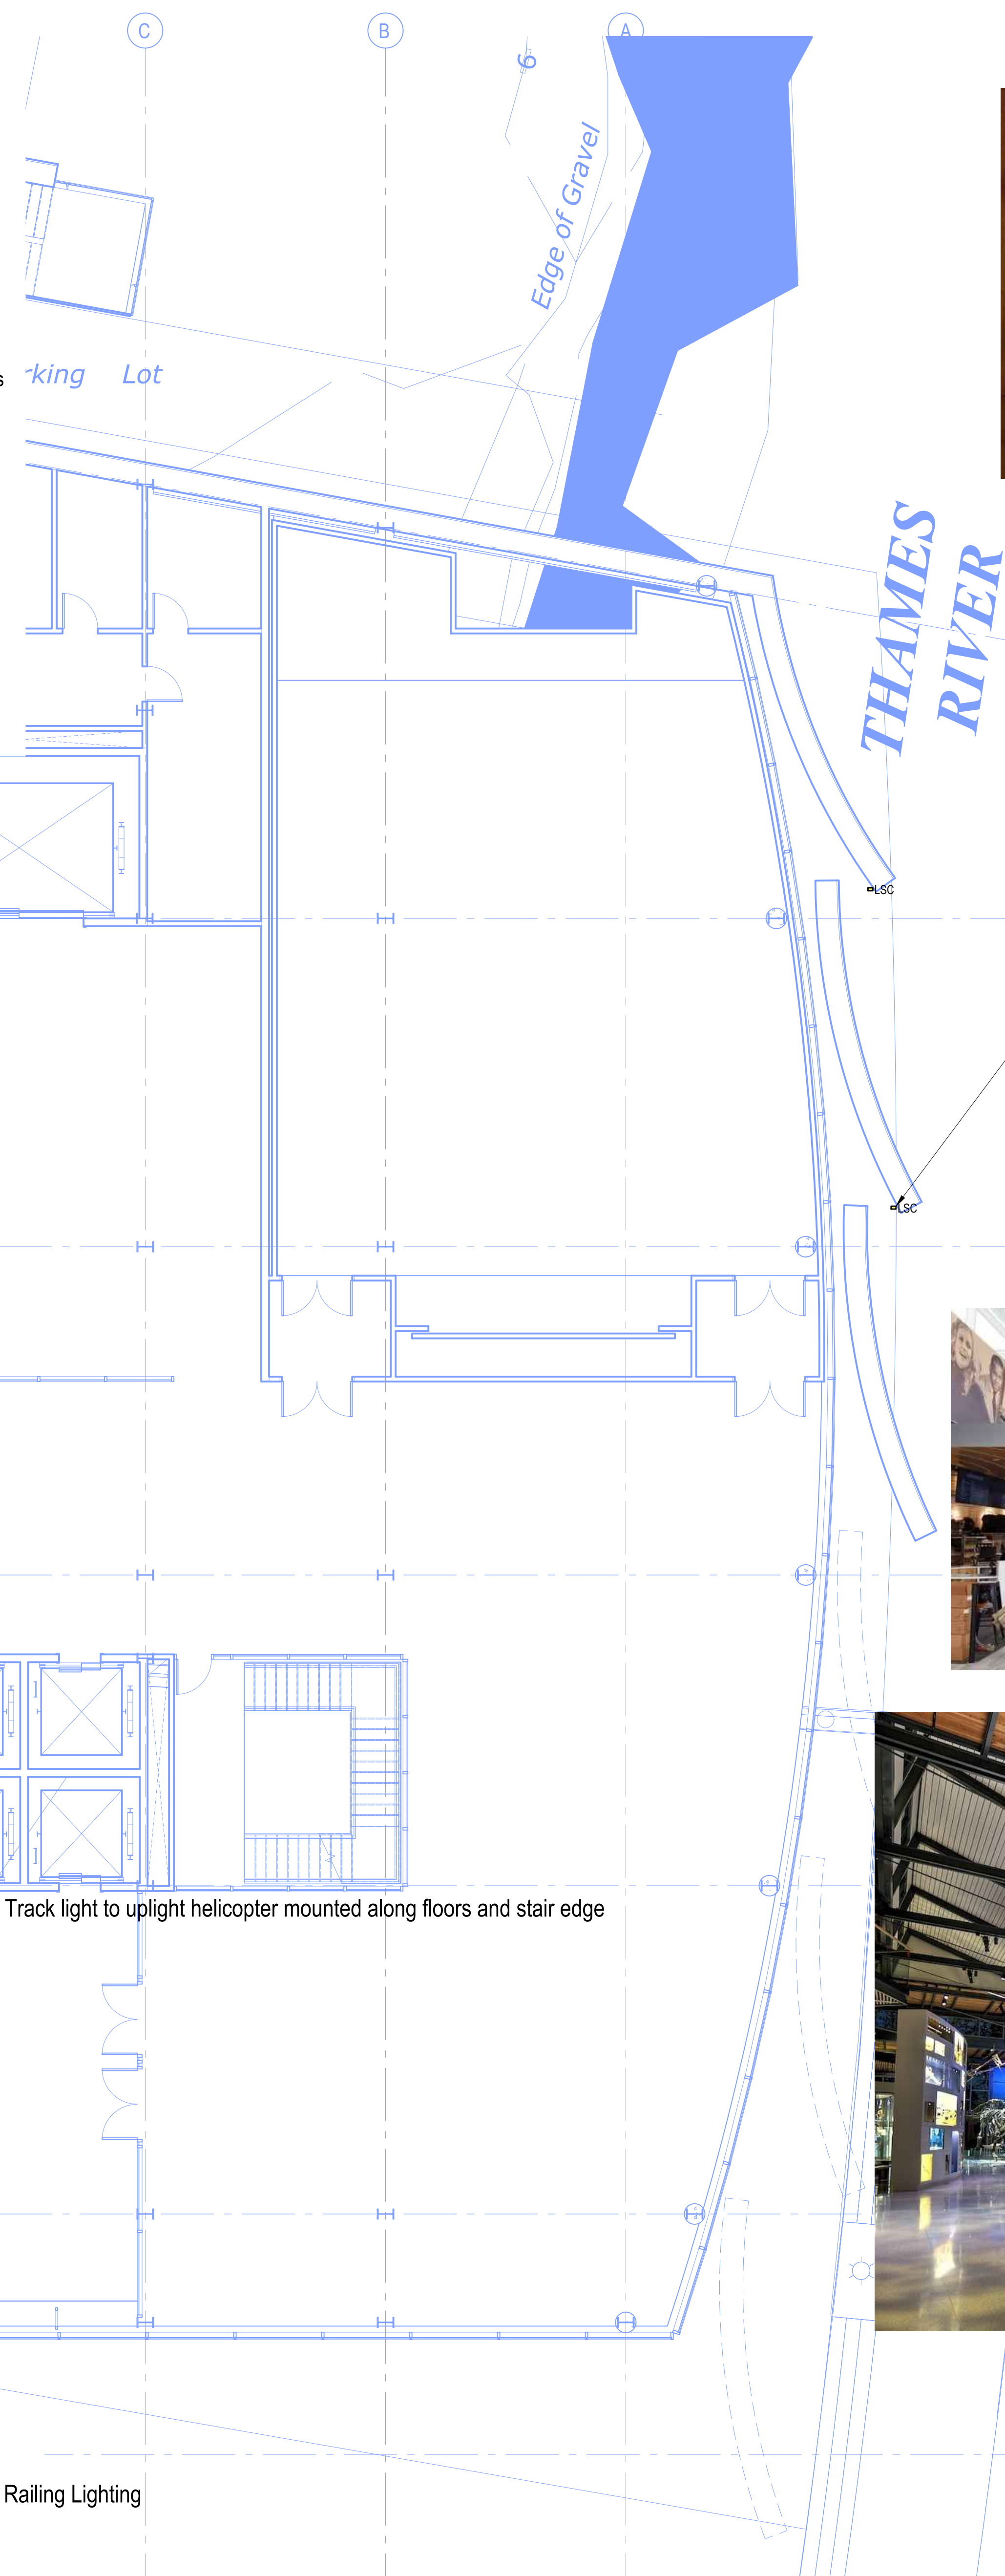 C
B
A
6
Edge of Gravel
rking Lot
s
THAMES
RIVER
LSC
LSC
Track light to uplight helicopter mounted along floors and stair edge
Railing Lighting